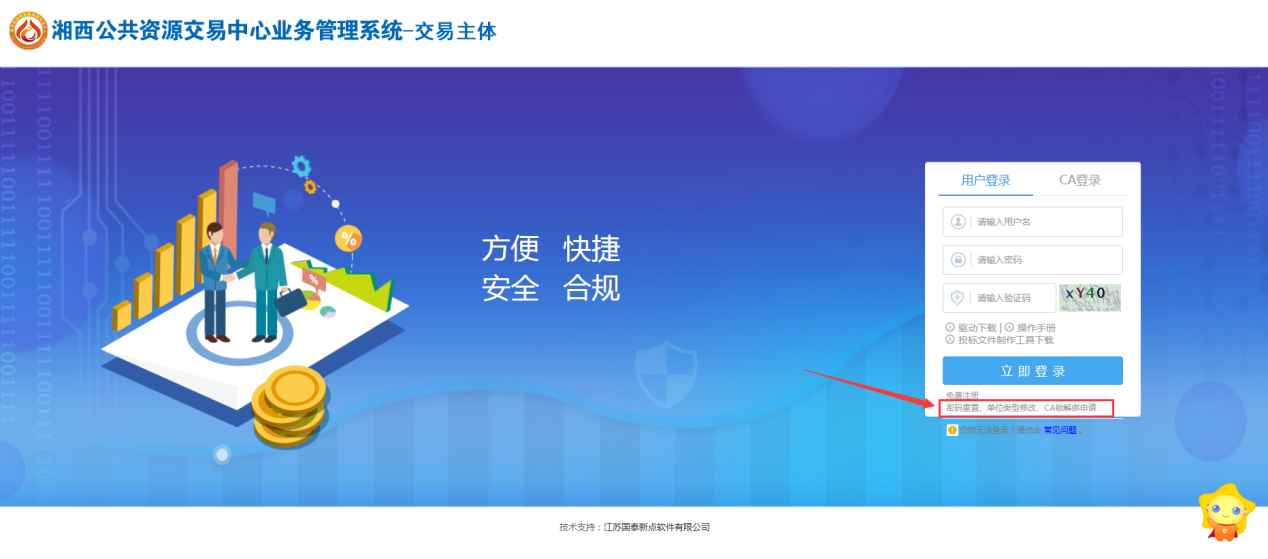 湘西公共资源交易中心业务管理系统-交易主体
方便 快捷
安全 合规
用户登录 CA登录
请输入用户名
请输入密码
请输入验证码 xY40
驱动下载 | 操作手册
投标文件制作工具下载
立即登录
免费注册
密码重置、单位类型修改、CA锁解绑申请
仍然无法登录？请点击 常见问题 。
技术支持：江苏国泰新点软件有限公司